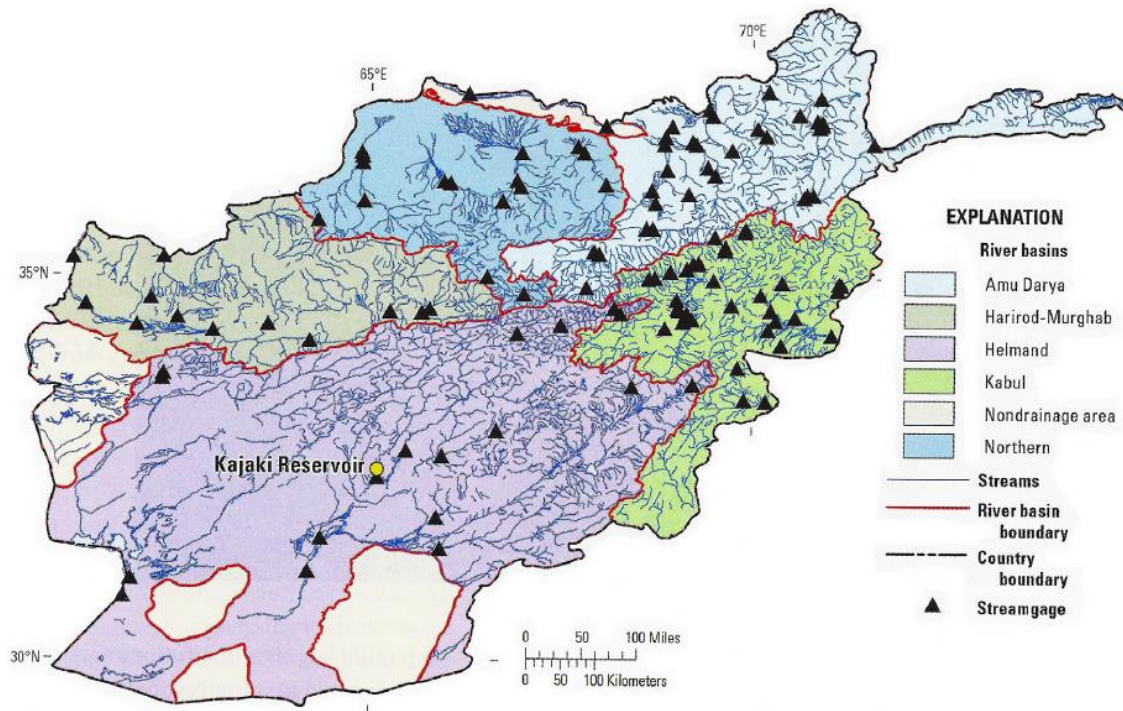 70°E
65°E
35°N
30°N
Kajaki Reservoir
EXPLANATION
River basins
Amu Darya
Harirod-Murghab
Helmand
Kabul
Nondrainage area
Northern
Streams
River basin
boundary
Country
boundary
Streamgage
0 50 100 Miles
0 50 100 Kilometers